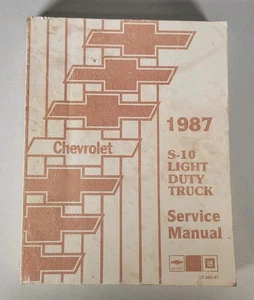 1987
Chevrolet
S-10
LIGHT
DUTY
TRUCK
Service
Manual